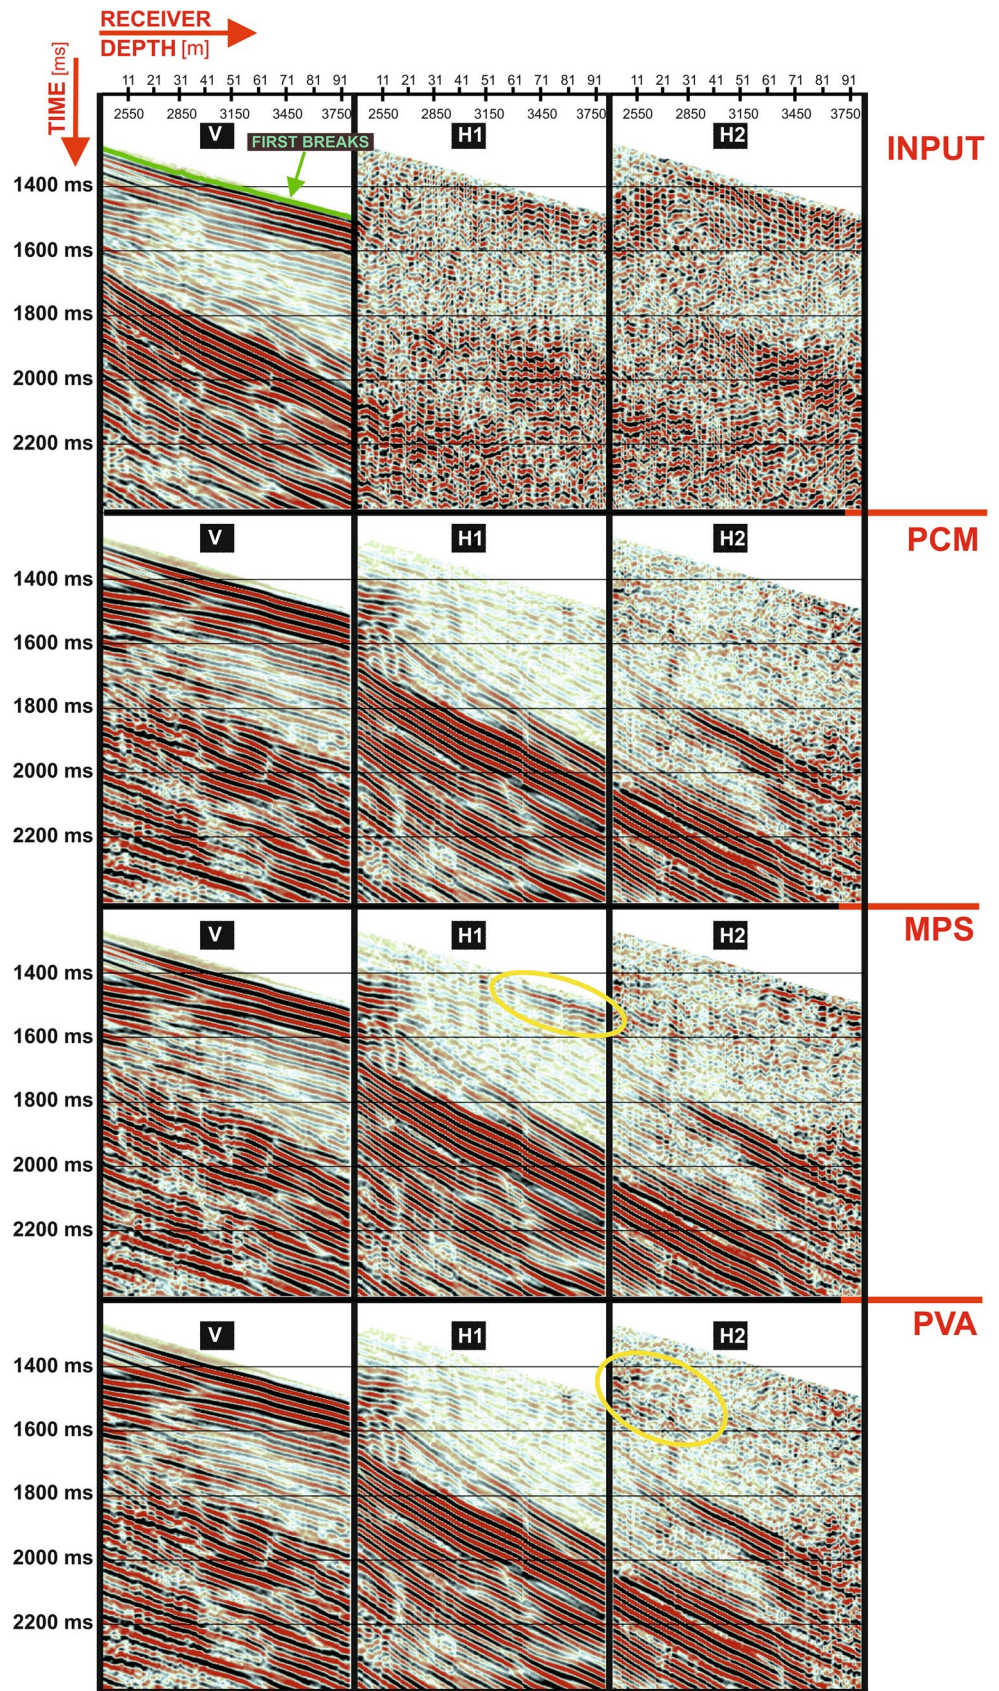 RECEIVER
DEPTH [m]
TIME [ms]
11 21 31 41 51 61 71 81 91 11 21 31 41 51 61 71 81 91 11 21 31 41 51 61 71 81 91
2550 2850 3150 3450 3750 2550 2850 3150 3450 3750 2550 2850 3150 3450 3750
V H1 H2
FIRST BREAKS
INPUT
1400 ms
1600 ms
1800 ms
2000 ms
2200 ms
PCM
V H1 H2
1400 ms
1600 ms
1800 ms
2000 ms
2200 ms
MPS
V H1 H2
1400 ms
1600 ms
1800 ms
2000 ms
2200 ms
PVA
V H1 H2
1400 ms
1600 ms
1800 ms
2000 ms
2200 ms